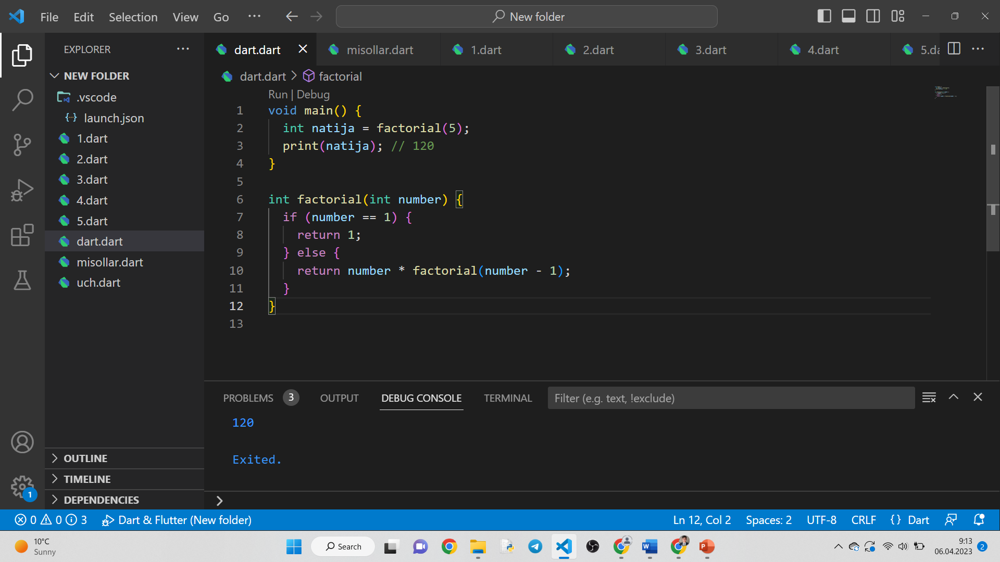 File Edit Selection View Go ··· New folder
EXPLORER ···
NEW FOLDER
.vscode
launch.json
1.dart
2.dart
3.dart
4.dart
5.dart
dart.dart
misollar.dart
uch.dart
OUTLINE
TIMELINE
DEPENDENCIES
dart.dart misollar.dart 1.dart 2.dart 3.dart 4.dart 5.da ···
dart.dart > factorial
Run | Debug
1 void main() {
2 int natija = factorial(5);
3 print(natija); // 120
4 }
5
6 int factorial(int number) {
7 if (number == 1) {
8 return 1;
9 } else {
10 return number * factorial(number - 1);
11 }
12 }
13
PROBLEMS 3 OUTPUT DEBUG CONSOLE TERMINAL Filter (e.g. text, !exclude)
120
Exited.
1
0 0 3 Dart & Flutter (New folder) Ln 12, Col 2 Spaces: 2 UTF-8 CRLF {} Dart
10°C
Sunny
Search
9:13
06.04.2023
2